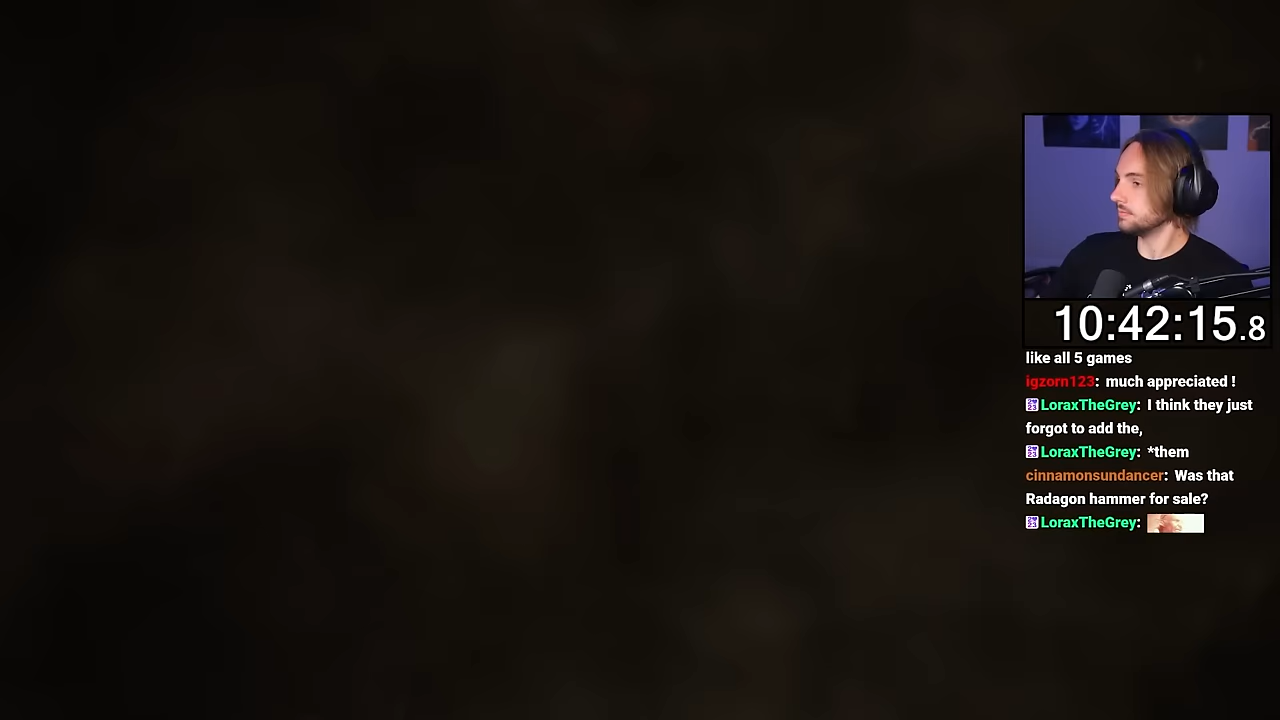 10:42:15.8
like all 5 games
igzorn123: much appreciated !
LoraxTheGrey: I think they just
forgot to add the,
LoraxTheGrey: *them
cinnamonsundancer: Was that
Radagon hammer for sale?
LoraxTheGrey: